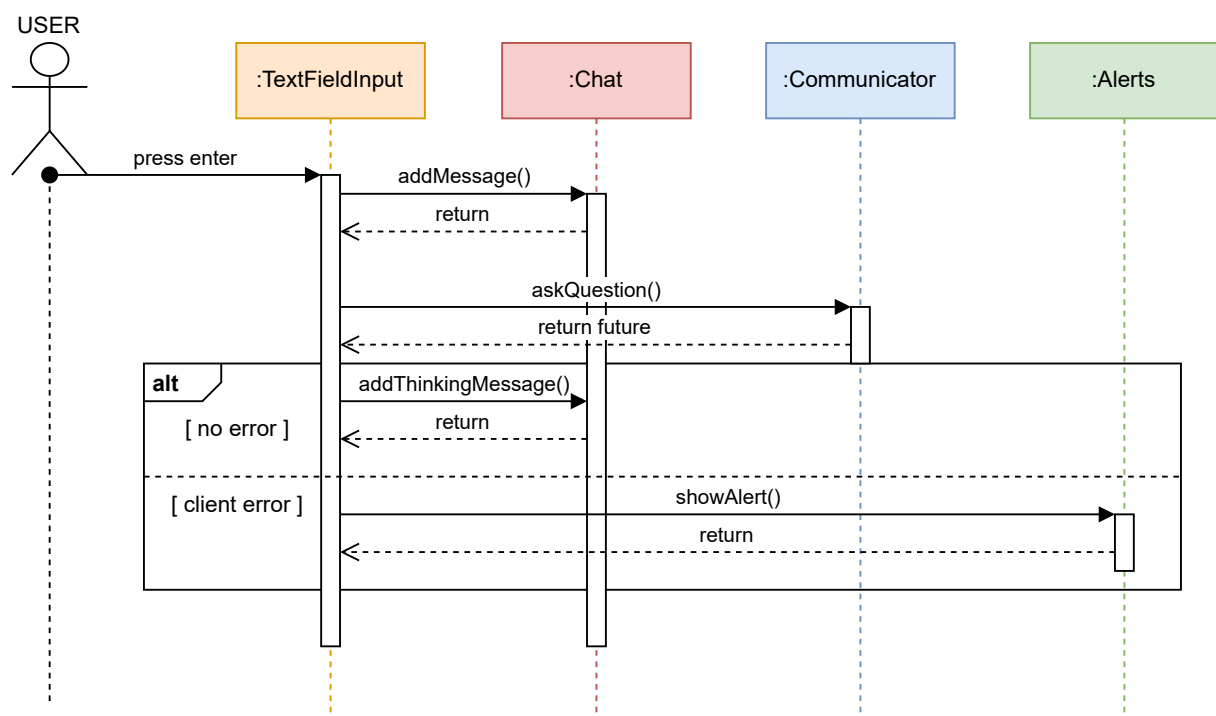 USER
:TextFieldInput
:Chat
:Communicator
:Alerts
press enter
addMessage()
return
askQuestion()
return future
alt
addThinkingMessage()
[ no error ]
return
[ client error ]
showAlert()
return